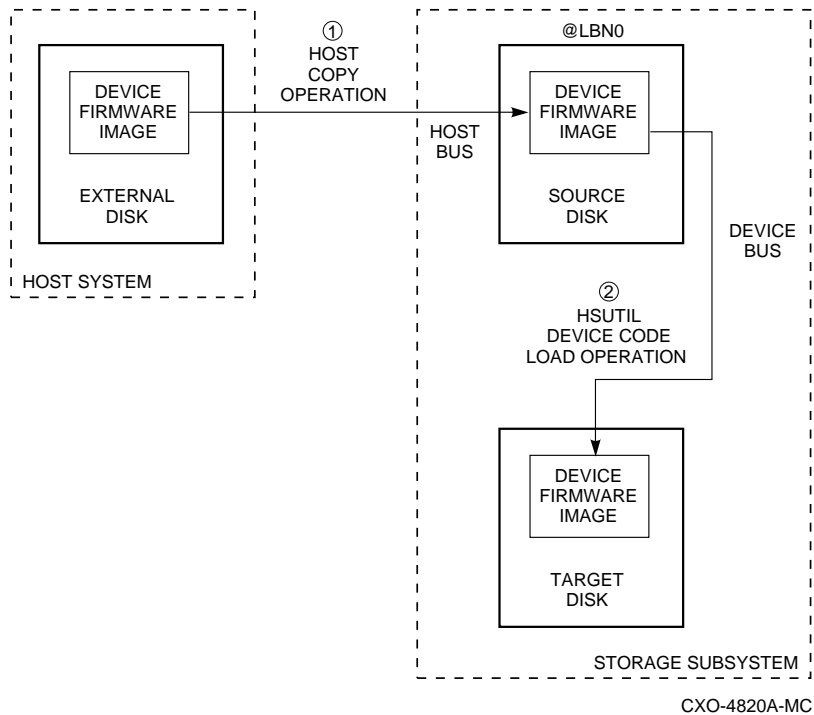 ①
HOST
COPY
OPERATION
@LBN0
DEVICE
FIRMWARE
IMAGE
EXTERNAL
DISK
HOST SYSTEM
HOST
BUS
DEVICE
FIRMWARE
IMAGE
SOURCE
DISK
DEVICE
BUS
②
HSUTIL
DEVICE CODE
LOAD OPERATION
DEVICE
FIRMWARE
IMAGE
TARGET
DISK
STORAGE SUBSYSTEM
CXO-4820A-MC